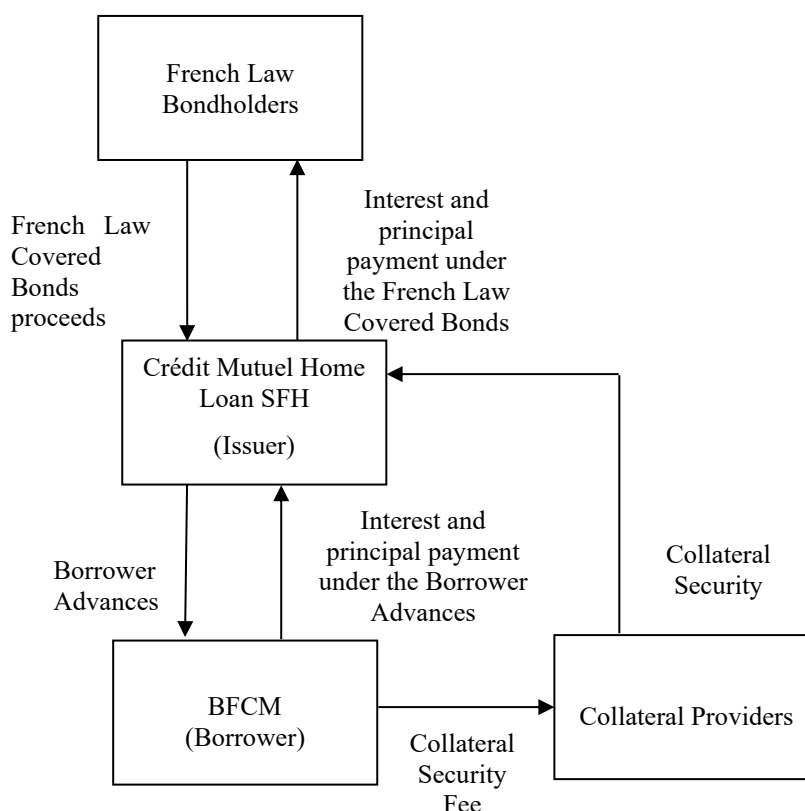 French Law
Bondholders
French Law
Covered
Bonds
proceeds
Interest and
principal
payment under
the French Law
Covered Bonds
Crédit Mutuel Home
Loan SFH
(Issuer)
Borrower
Advances
Interest and
principal payment
under the Borrower
Advances
Collateral
Security
BFCM
(Borrower)
Collateral
Security
Fee
Collateral Providers